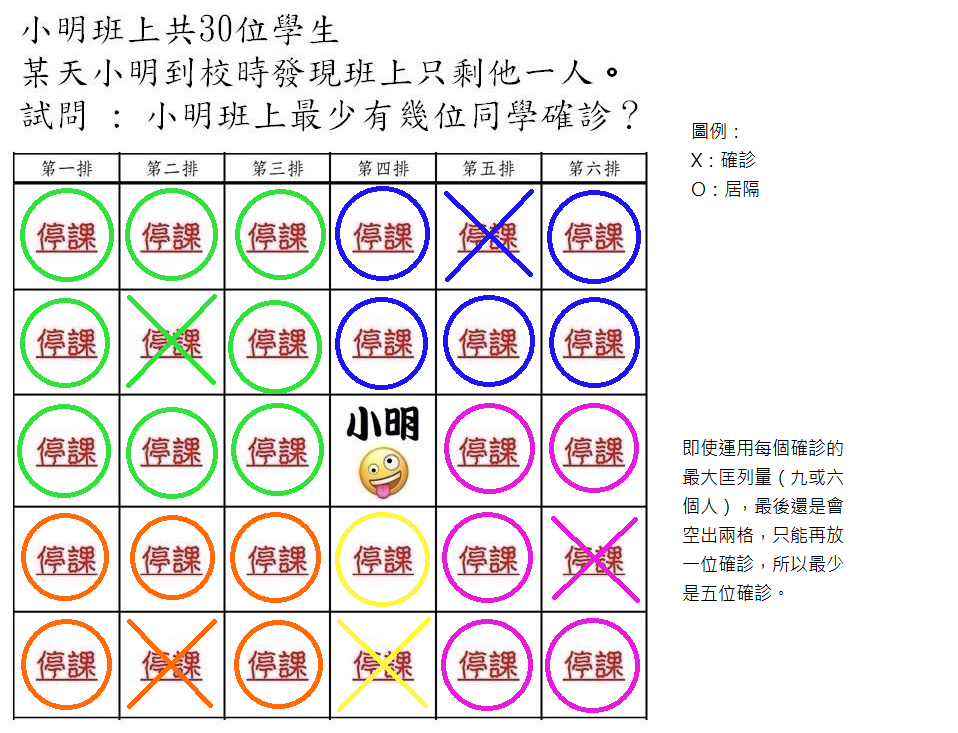 小明班上共30位學生
某天小明到校時發現班上只剩他一人。
試問 : 小明班上最少有幾位同學確診?
圖例：
X：確診
O：居隔
第一排 第二排 第三排 第四排 第五排 第六排
停課 停課 停課 停課 停課 停課
停課 停課 停課 停課 停課 停課
停課 停課 停課 小明 停課 停課
停課 停課 停課 停課 停課 停課
停課 停課 停課 停課 停課 停課
即使運用每個確診的
最大匡列量（九或六
個人），最後還是會
空出兩格，只能再放
一位確診，所以最少
是五位確診。